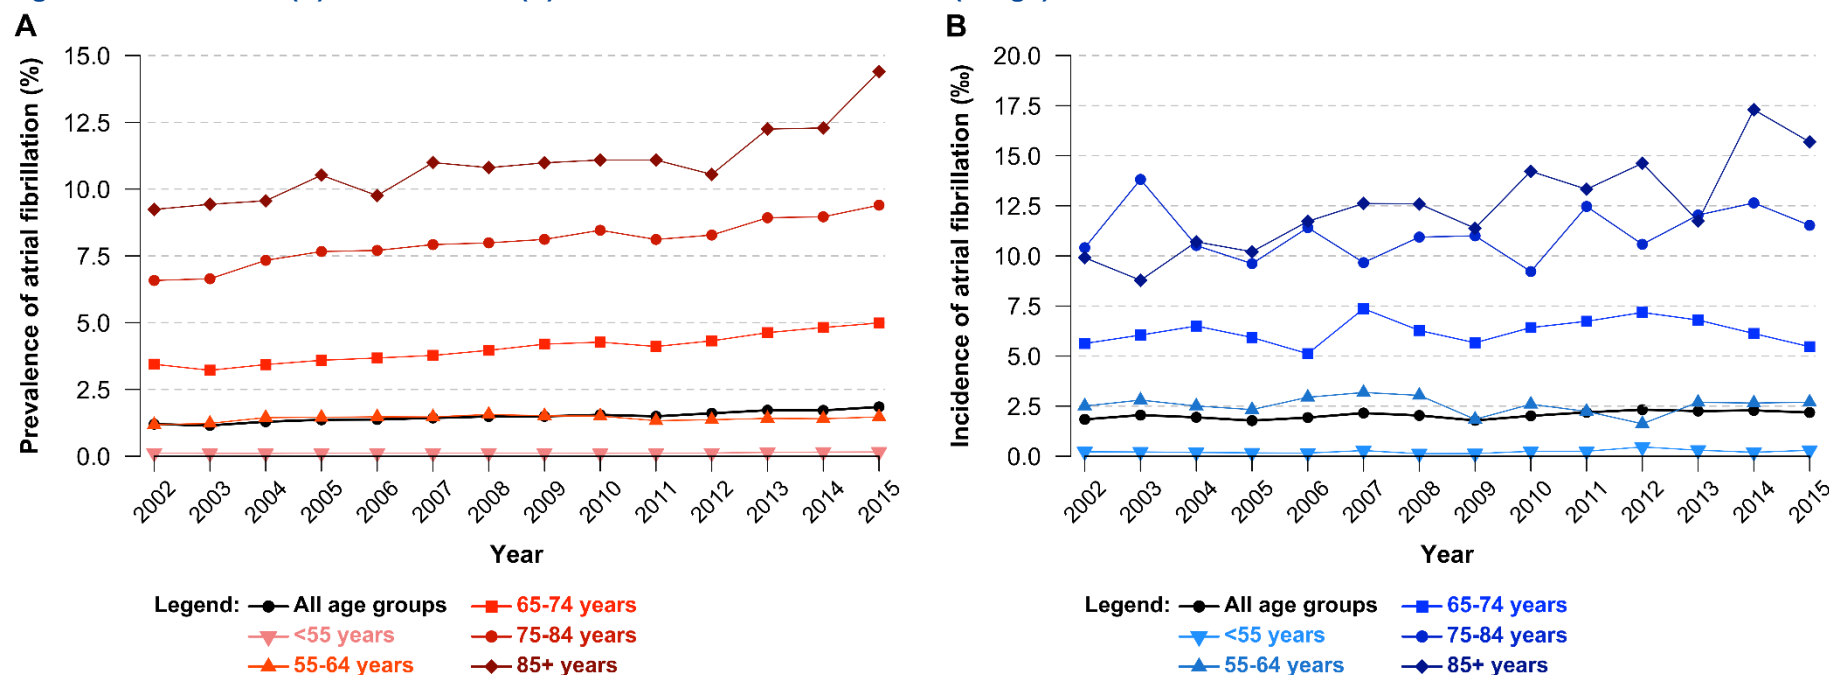 A
Prevalence of atrial fibrillation (%)
15.0
12.5
10.0
7.5
5.0
2.5
0.0
2002
2003
2004
2005
2006
2007
2008
2009
2010
2011
2012
2013
2014
2015
Year
Legend: All age groups
<55 years
55-64 years
65-74 years
75-84 years
85+ years
B
Incidence of atrial fibrillation (‰)
20.0
17.5
15.0
12.5
10.0
7.5
5.0
2.5
0.0
2002
2003
2004
2005
2006
2007
2008
2009
2010
2011
2012
2013
2014
2015
Year
Legend: All age groups
<55 years
55-64 years
65-74 years
75-84 years
85+ years